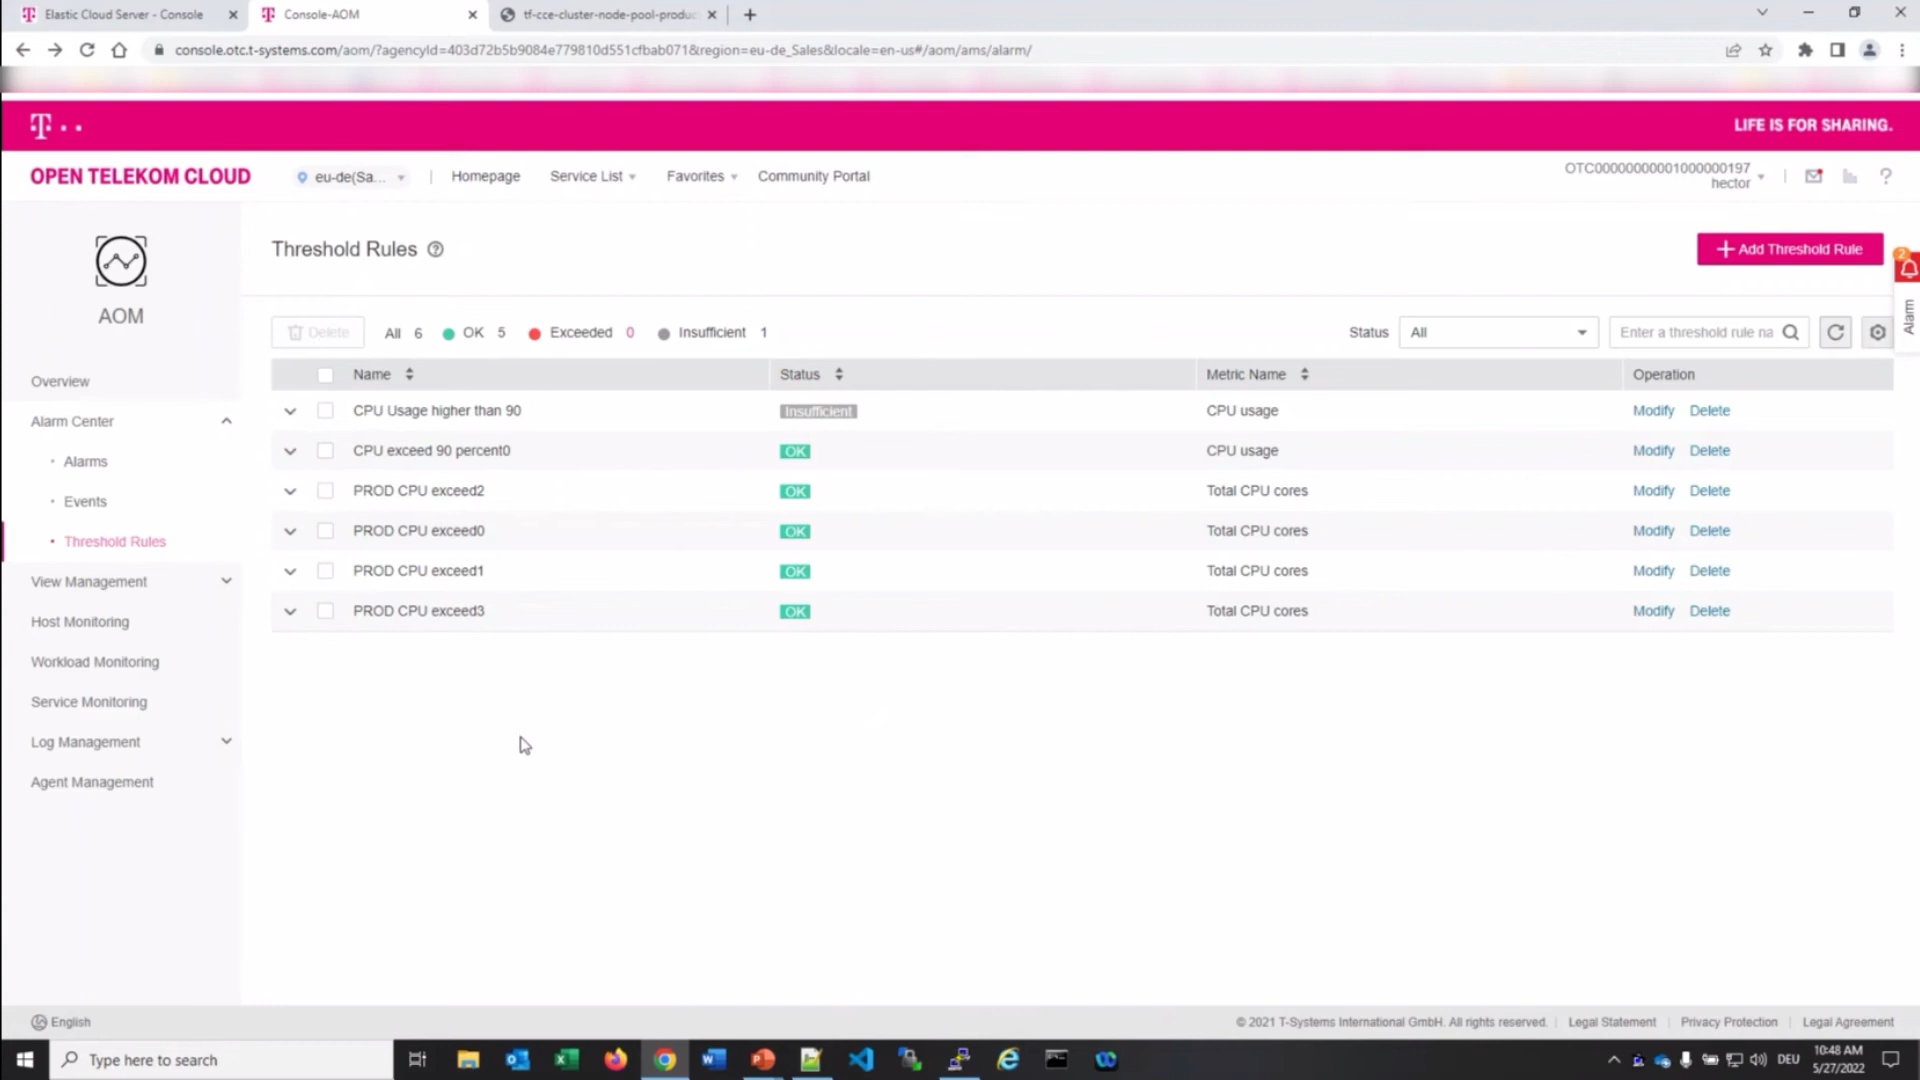 Elastic Cloud Server - Console
Console-AOM
tf-cce-cluster-node-pool-produc
console.otc.t-systems.com/aom/?agencyId=403d72b5b9084e779810d551cfbab071&region=eu-de_Sales&locale=en-us#/aom/ams/alarm/
LIFE IS FOR SHARING.
OPEN TELEKOM CLOUD
eu-de(Sa...
Homepage
Service List
Favorites
Community Portal
OTC00000000001000000197
hector
AOM
Overview
Alarm Center
Alarms
Events
Threshold Rules
View Management
Host Monitoring
Workload Monitoring
Service Monitoring
Log Management
Agent Management
Threshold Rules
Add Threshold Rule
2
Alarm
Delete All 6 OK 5 Exceeded 0 Insufficient 1 Status All Enter a threshold rule na
Name Status Metric Name Operation
CPU Usage higher than 90 Insufficient CPU usage Modify Delete
CPU exceed 90 percent0 OK CPU usage Modify Delete
PROD CPU exceed2 OK Total CPU cores Modify Delete
PROD CPU exceed0 OK Total CPU cores Modify Delete
PROD CPU exceed1 OK Total CPU cores Modify Delete
PROD CPU exceed3 OK Total CPU cores Modify Delete
English
© 2021 T-Systems International GmbH. All rights reserved. | Legal Statement | Privacy Protection | Legal Agreement
Type here to search
DEU
10:48 AM
5/27/2022